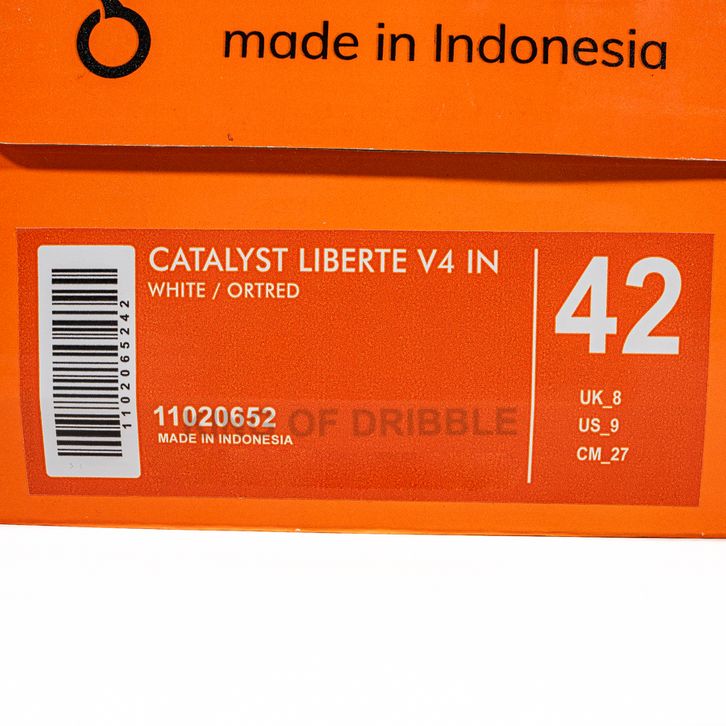 made in Indonesia
CATALYST LIBERTE V4 IN
WHITE / ORTRED
42
UK_8
US_9
CM_27
1102065242
11020652
OF DRIBBLE
MADE IN INDONESIA